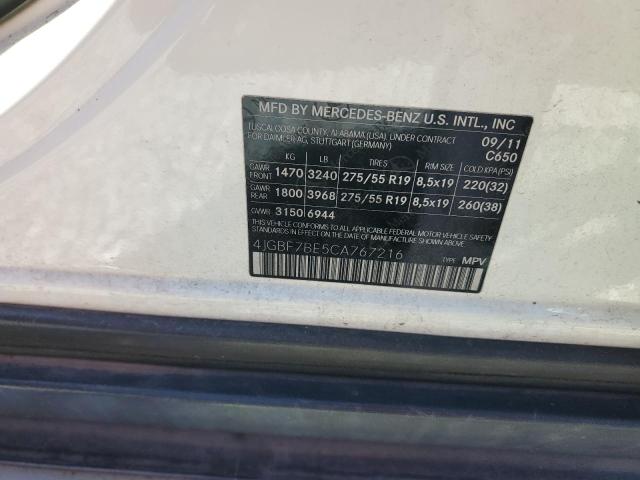 MFD BY MERCEDES-BENZ U.S. INTL., INC
TUSCALOOSA COUNTY, ALABAMA (USA), UNDER CONTRACT 09/11
FOR DAIMLER-AG, STUTTGART (GERMANY) C650
KG LB TIRES RIM SIZE COLD KPA(PSI)
GAWR FRONT 1470 3240 275/55 R19 8,5x19 220(32)
GAWR REAR 1800 3968 275/55 R19 8,5x19 260(38)
GVWR 3150 6944
THIS VEHICLE CONFORMS TO ALL APPLICABLE FEDERAL MOTOR VEHICLE SAFETY
STANDARDS IN EFFECT ON THE DATE OF MANUFACTURE SHOWN ABOVE
4JGBF7BE5CA767216 TYPE: MPV